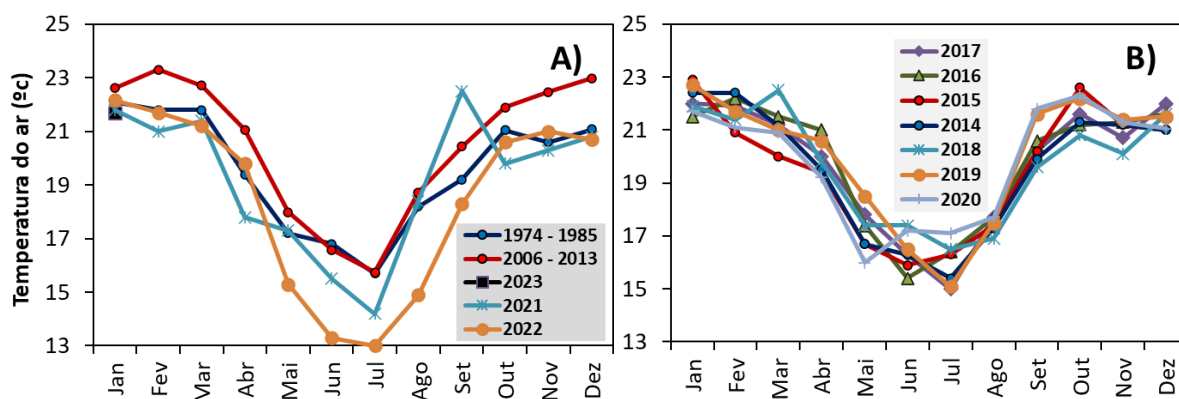 Temperatura do ar (ºc)
A)
25
23
21
19
17
15
13
1974 - 1985
2006 - 2013
2023
2021
2022
Jan
Fev
Mar
Abr
Mai
Jun
Jul
Ago
Set
Out
Nov
Dez
B)
25
23
21
19
17
15
13
2017
2016
2015
2014
2018
2019
2020
Jan
Fev
Mar
Abr
Mai
Jun
Jul
Ago
Set
Out
Nov
Dez